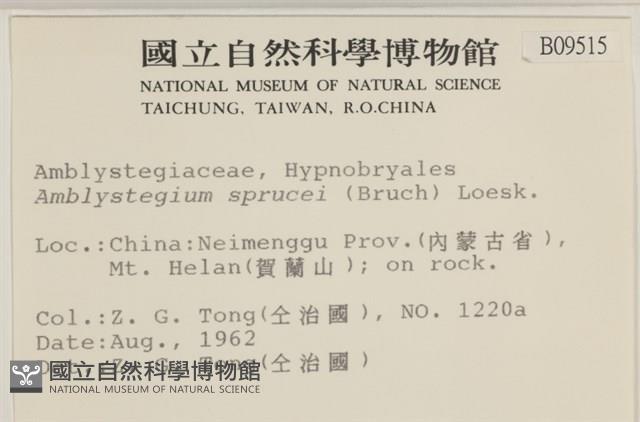 國立自然科學博物館
B09515
NATIONAL MUSEUM OF NATURAL SCIENCE
TAICHUNG, TAIWAN, R.O.CHINA
Amblystegiaceae, Hypnobryales
Amblystegium sprucei (Bruch) Loesk.
Loc.:China:Neimenggu Prov.(內蒙古省),
Mt. Helan(賀蘭山); on rock.
Col.:Z. G. Tong(仝治國), NO. 1220a
Date:Aug., 1962
Det.:Z. G. Tong(仝治國)
國立自然科學博物館
NATIONAL MUSEUM OF NATURAL SCIENCE